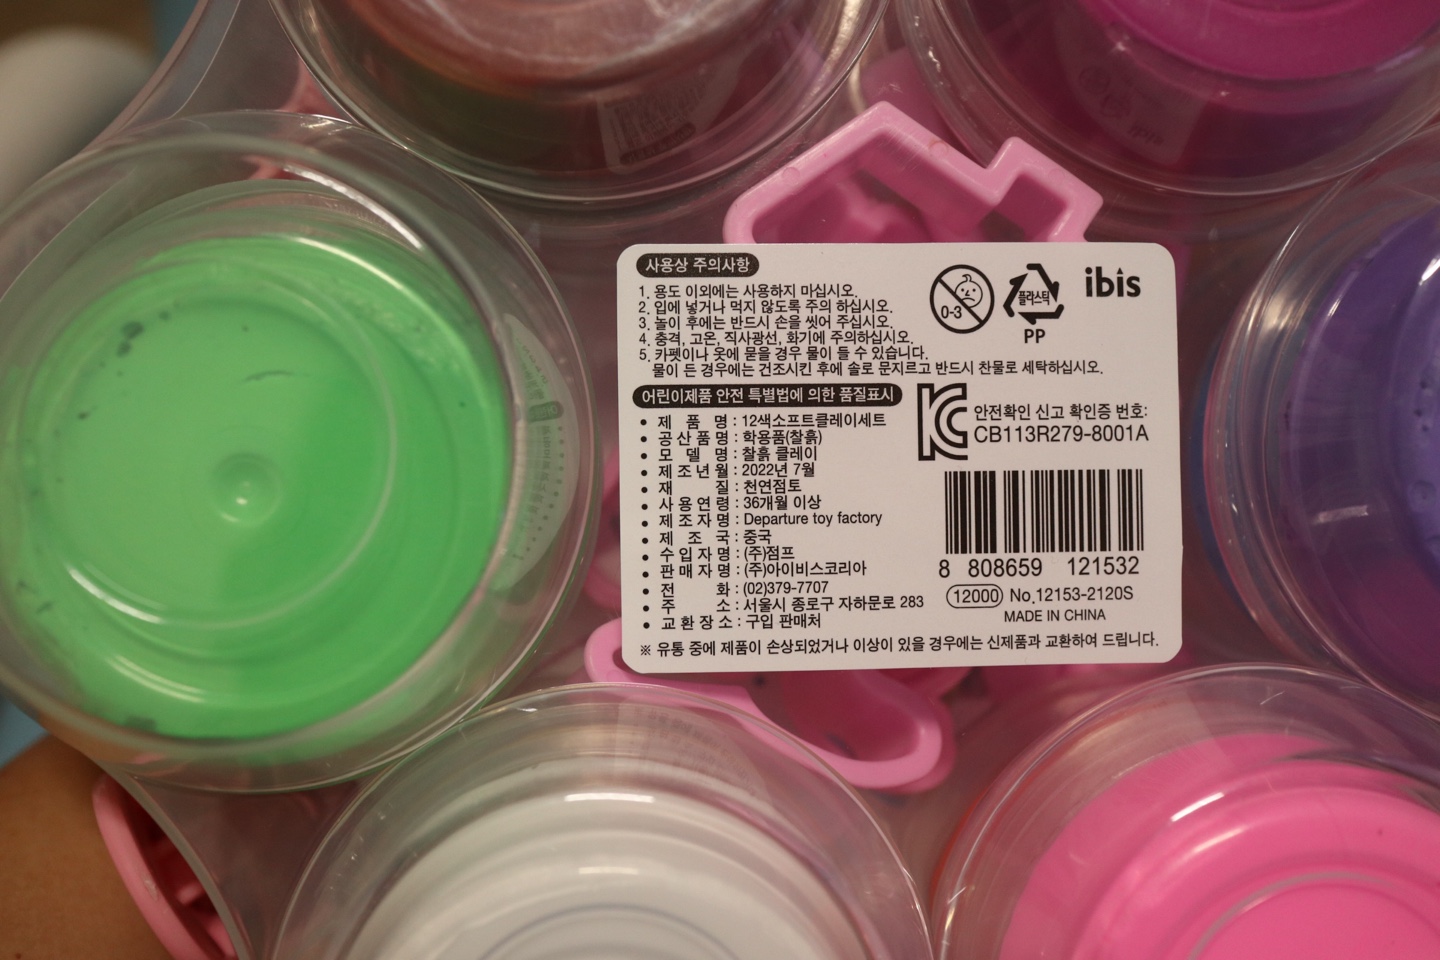 사용상 주의사항
1. 용도 이외에는 사용하지 마십시오.
2. 입에 넣거나 먹지 않도록 주의 하십시오.
3. 놀이 후에는 반드시 손을 씻어 주십시오.
4. 충격, 고온, 직사광선, 화기에 주의하십시오.
5. 카펫이나 옷에 묻을 경우 물이 들 수 있습니다.
물이 든 경우에는 건조시킨 후에 솔로 문지르고 반드시 찬물로 세탁하십시오.
0-3
플라스틱
PP
ibis
어린이제품 안전 특별법에 의한 품질표시
• 제 품 명 : 12색소프트클레이세트
• 공 산 품 명 : 학용품(찰흙)
• 모 델 명 : 찰흙 클레이
• 제 조 년 월 : 2022년 7월
• 재 질 : 천연점토
• 사 용 연 령 : 36개월 이상
• 제 조 자 명 : Departure toy factory
• 제 조 국 : 중국
• 수 입 자 명 : (주)점프
• 판 매 자 명 : (주)아이비스코리아
• 전 화 : (02)379-7707
• 주 소 : 서울시 종로구 자하문로 283
• 교 환 장 소 : 구입 판매처
안전확인 신고 확인증 번호:
CB113R279-8001A
8 808659 121532
12000 No.12153-2120S
MADE IN CHINA
※ 유통 중에 제품이 손상되었거나 이상이 있을 경우에는 신제품과 교환하여 드립니다.
ibis